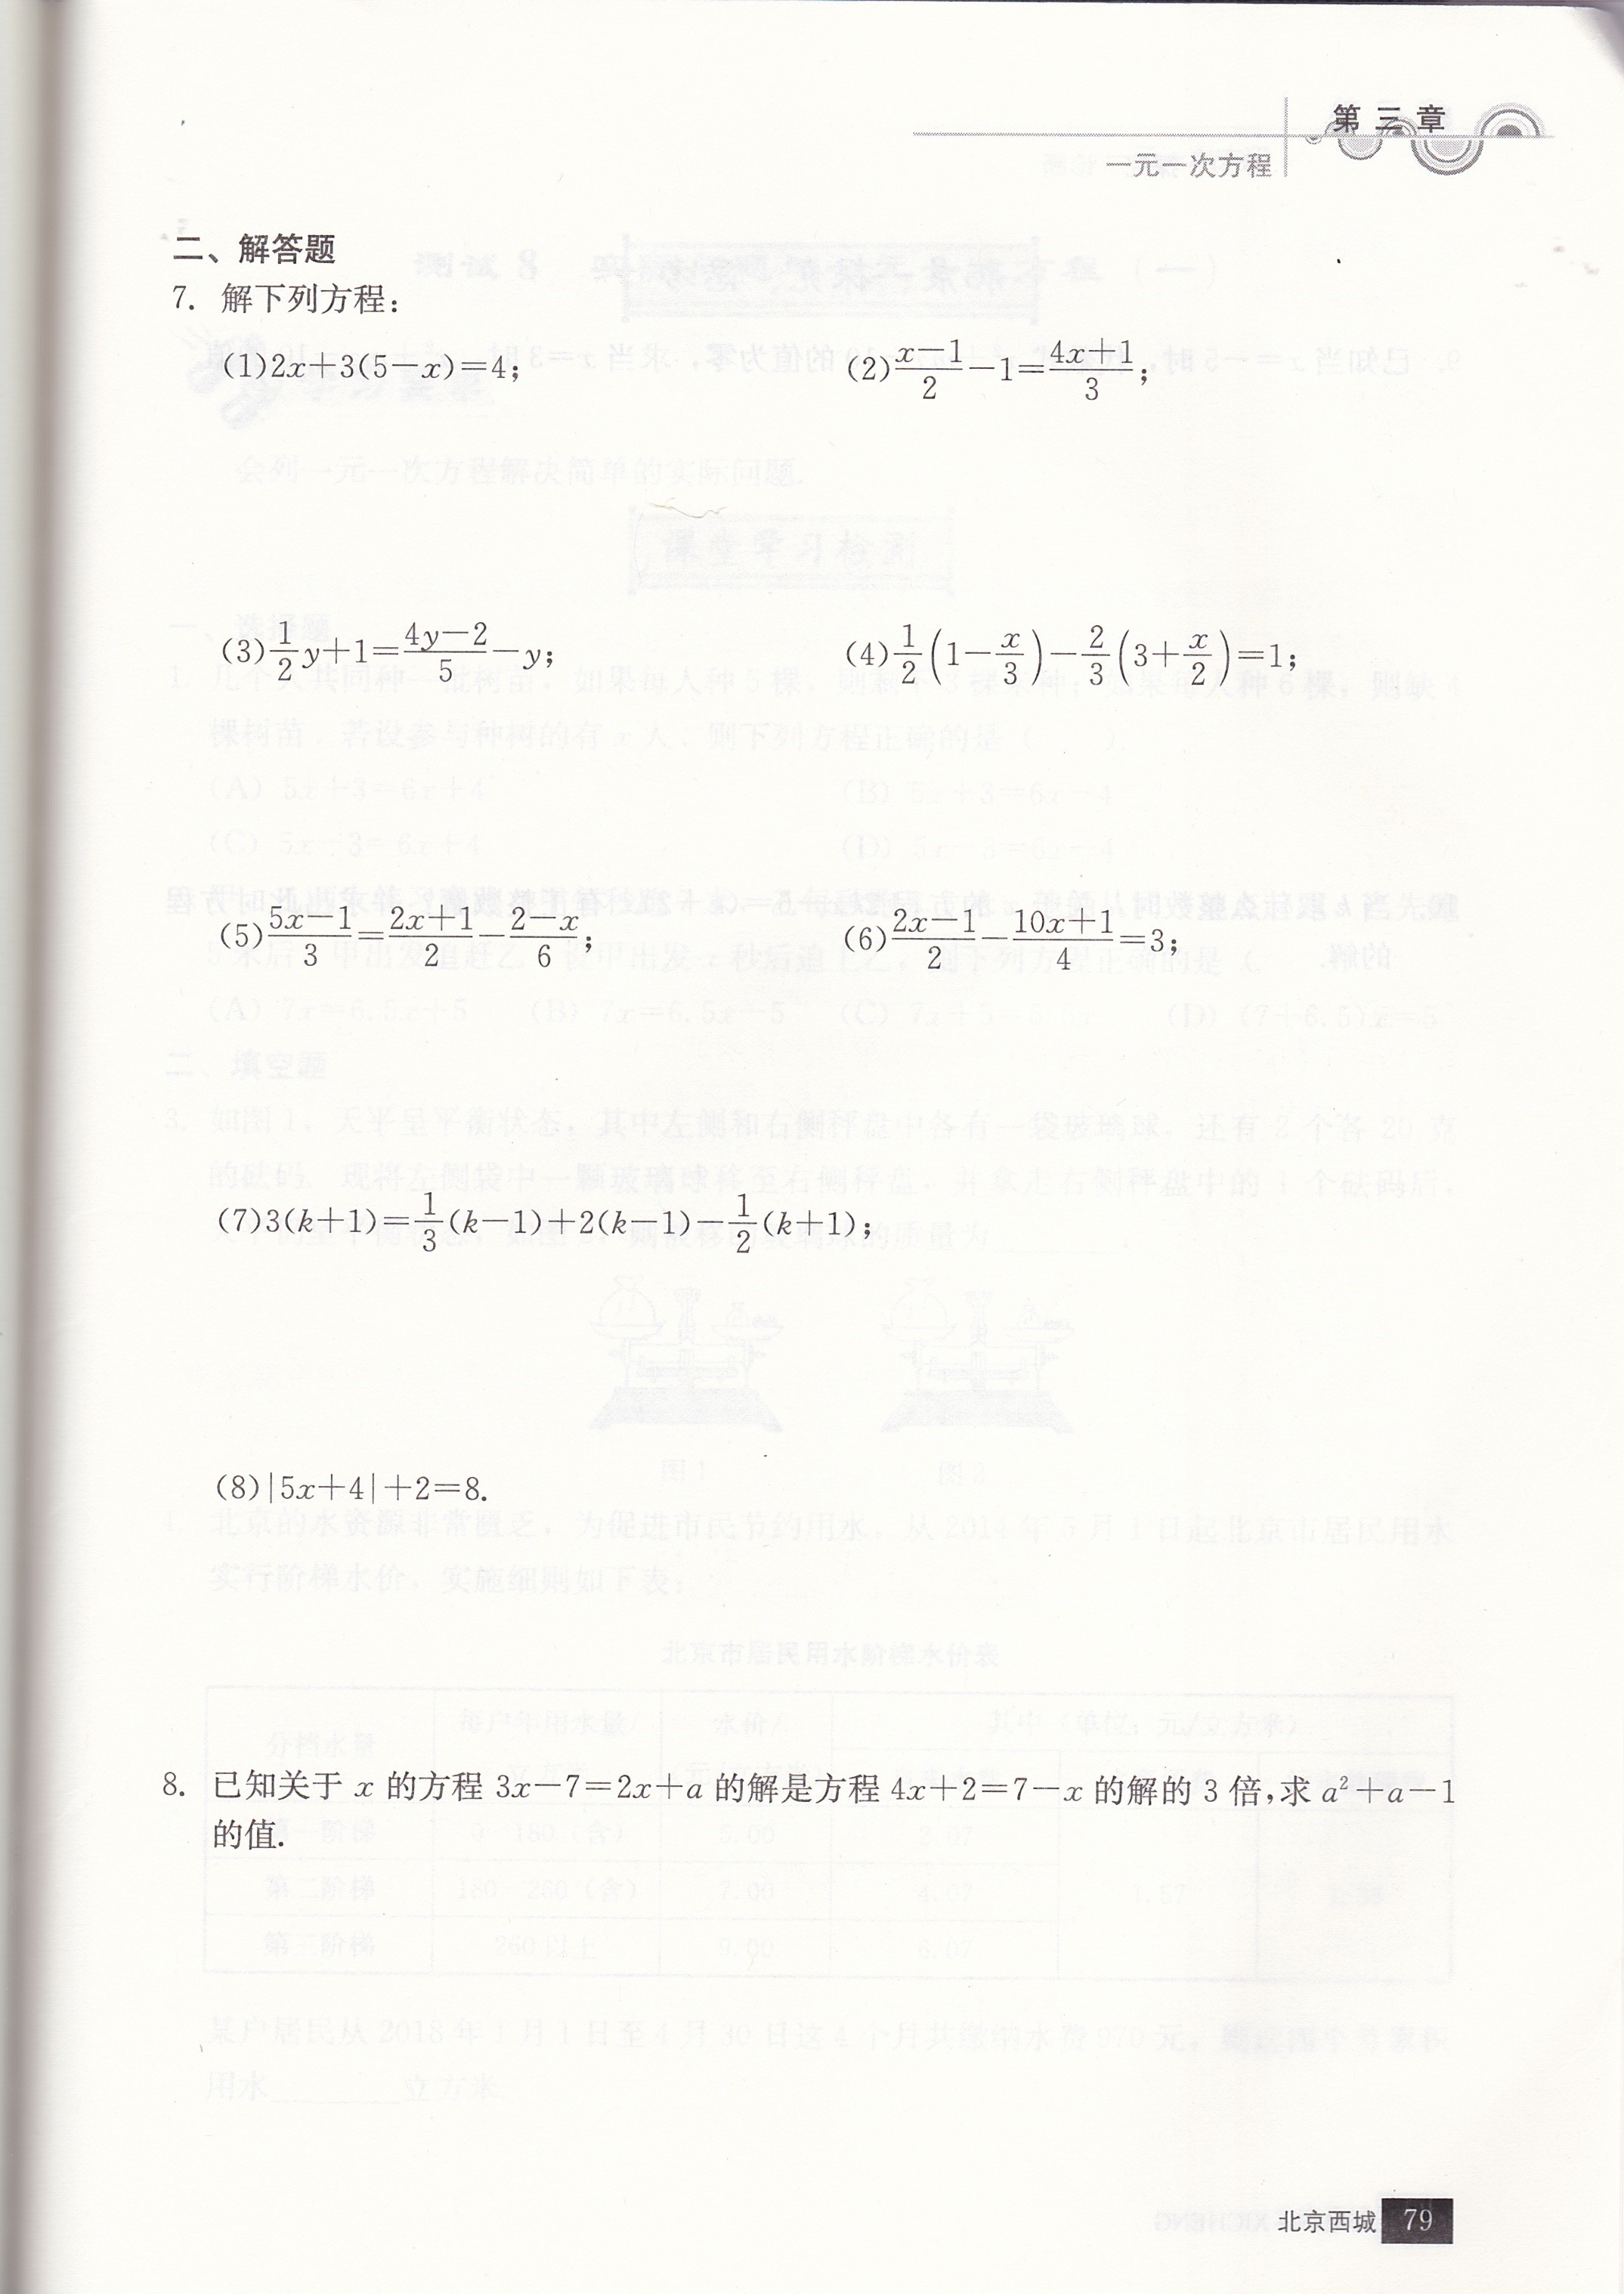 第三章
一元一次方程
二、解答题
7. 解下列方程:
(1)2x+3(5-x)=4; (2)\frac{x-1}{2}-1=\frac{4x+1}{3};
(3)\frac{1}{2}y+1=\frac{4y-2}{5}-y; (4)\frac{1}{2}(1-\frac{x}{3})-\frac{2}{3}(3+\frac{x}{2})=1;
(5)\frac{5x-1}{3}=\frac{2x+1}{2}-\frac{2-x}{6}; (6)\frac{2x-1}{2}-\frac{10x+1}{4}=3;
(7)3(k+1)=\frac{1}{3}(k-1)+2(k-1)-\frac{1}{2}(k+1);
(8)|5x+4|+2=8.
8. 已知关于 x 的方程 3x-7=2x+a 的解是方程 4x+2=7-x 的解的 3 倍,求 a²+a-1
的值.
北京西城 79